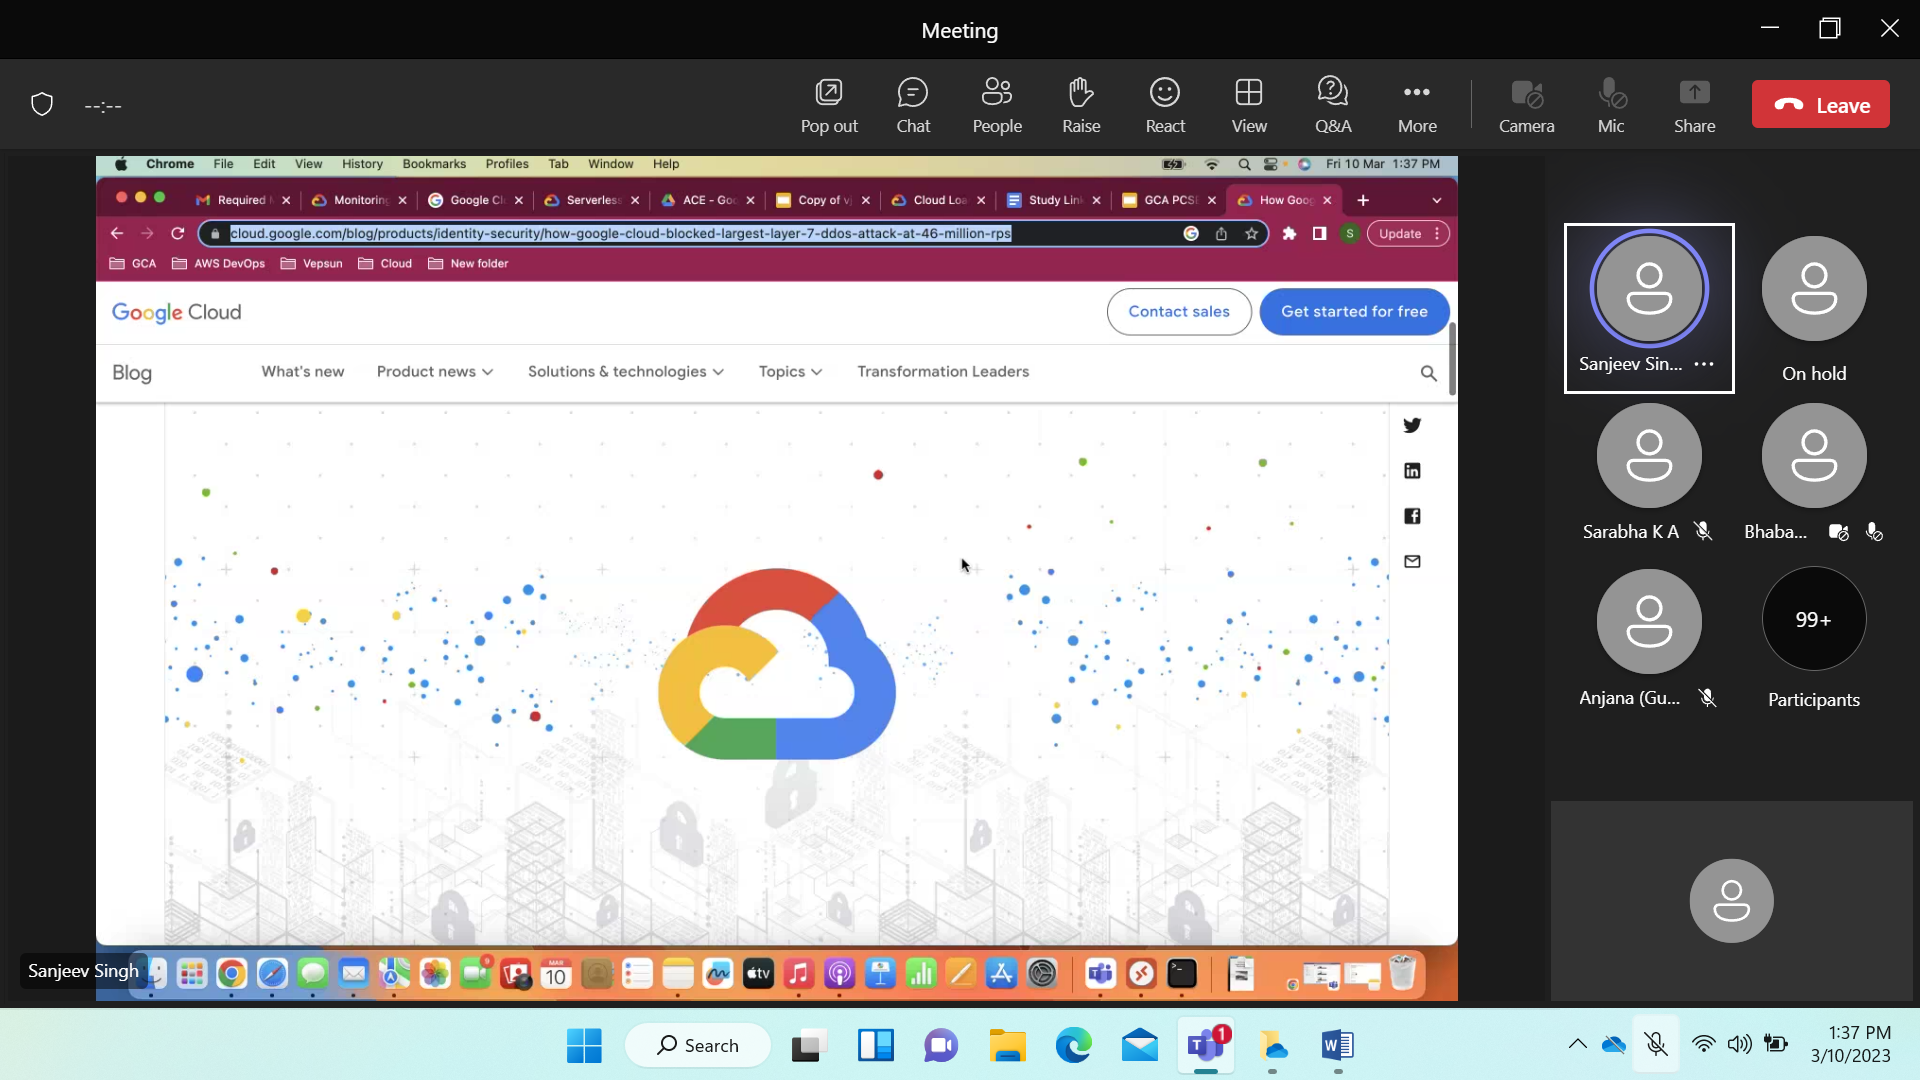 Meeting
--:--
Pop out
Chat
People
Raise
React
View
Q&A
More
Camera
Mic
Share
Leave
Chrome File Edit View History Bookmarks Profiles Tab Window Help
Fri 10 Mar 1:37 PM
Required
Monitoring
Google Cl
Serverless
ACE - Goo
Copy of v
Cloud Loa
Study Link
GCA PCSE
How Goog
cloud.google.com/blog/products/identity-security/how-google-cloud-blocked-largest-layer-7-ddos-attack-at-46-million-rps
S
Update
GCA
AWS DevOps
Vepsun
Cloud
New folder
Google Cloud
Contact sales
Get started for free
Blog
What's new
Product news
Solutions & technologies
Topics
Transformation Leaders
Sanjeev Sin...
On hold
Sarabha K A
Bhaba...
Anjana (Gu...
99+
Participants
Sanjeev Singh
9
MAR
10
tv
Search
1
1:37 PM
3/10/2023